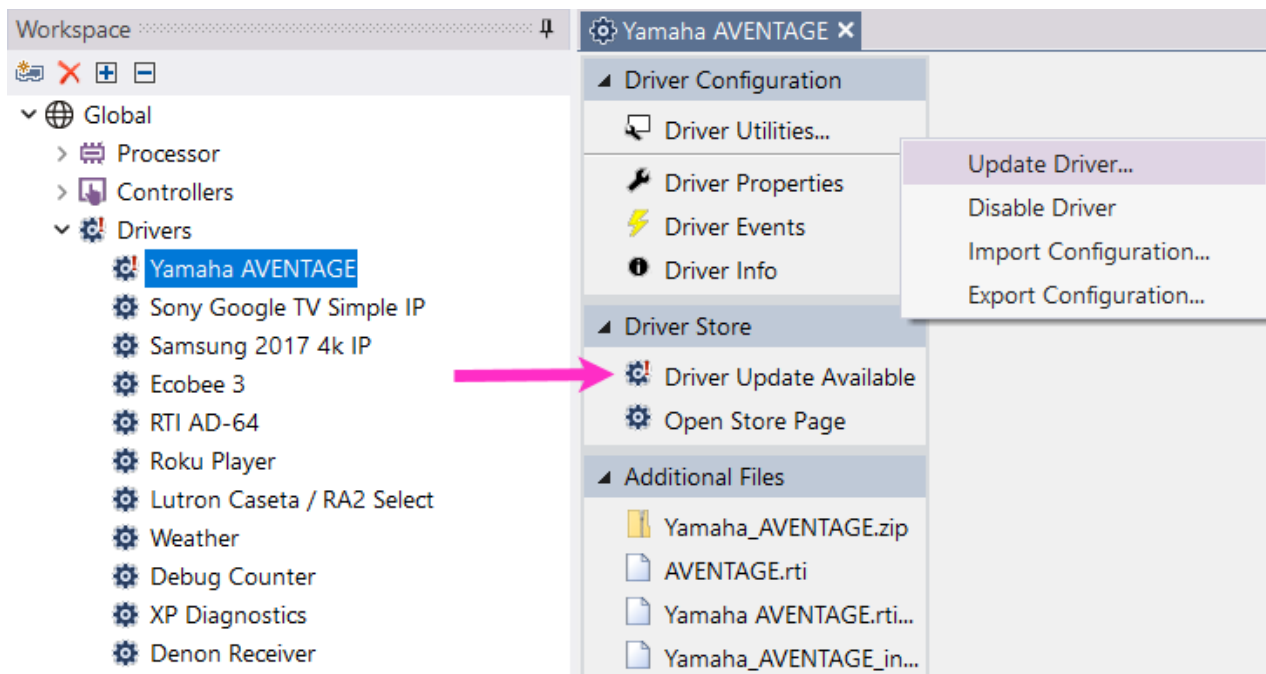 Workspace
Global
Processor
Controllers
Drivers
Yamaha AVENTAGE
Sony Google TV Simple IP
Samsung 2017 4k IP
Ecobee 3
RTI AD-64
Roku Player
Lutron Caseta / RA2 Select
Weather
Debug Counter
XP Diagnostics
Denon Receiver
Yamaha AVENTAGE
Driver Configuration
Driver Utilities...
Driver Properties
Driver Events
Driver Info
Driver Store
Driver Update Available
Open Store Page
Additional Files
Yamaha_AVENTAGE.zip
AVENTAGE.rti
Yamaha AVENTAGE.rti...
Yamaha_AVENTAGE_in...
Update Driver...
Disable Driver
Import Configuration...
Export Configuration...